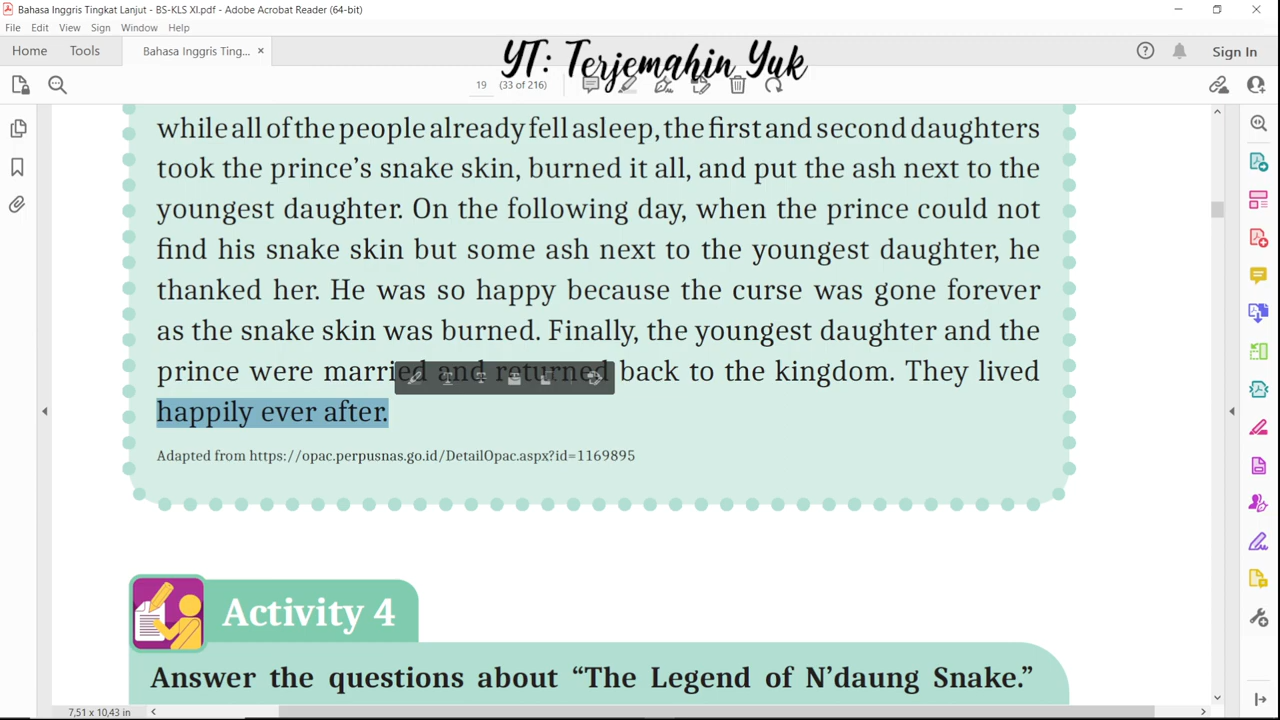 Bahasa Inggris Tingkat Lanjut - BS-KLS XI.pdf - Adobe Acrobat Reader (64-bit)
File Edit View Sign Window Help
Home Tools Bahasa Inggris Ting... × Sign In
YT: Terjemahin Yuk
19 (33 of 216)
while all of the people already fell asleep, the first and second daughters
took the prince’s snake skin, burned it all, and put the ash next to the
youngest daughter. On the following day, when the prince could not
find his snake skin but some ash next to the youngest daughter, he
thanked her. He was so happy because the curse was gone forever
as the snake skin was burned. Finally, the youngest daughter and the
prince were married and returned back to the kingdom. They lived
happily ever after.
Adapted from https://opac.perpusnas.go.id/DetailOpac.aspx?id=1169895
Activity 4
Answer the questions about “The Legend of N’daung Snake.”
7,51 x 10,43 in